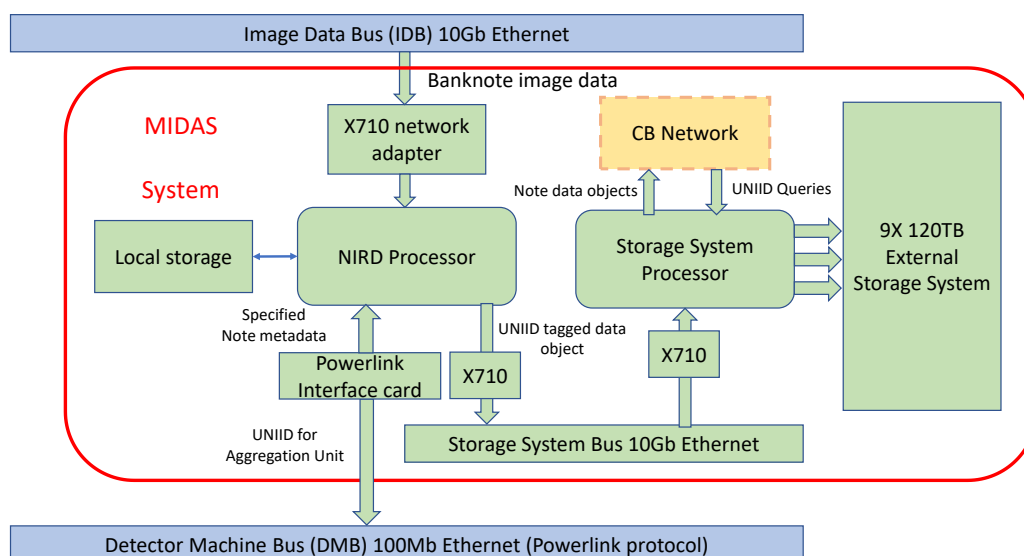 Image Data Bus (IDB) 10Gb Ethernet
Banknote image data
MIDAS
System
X710 network
adapter
CB Network
Note data objects
UNIID Queries
Local storage
NIRD Processor
Storage System
Processor
9X 120TB
External
Storage System
Specified
Note metadata
UNIID tagged data
object
Powerlink
Interface card
X710
X710
UNIID for
Aggregation Unit
Storage System Bus 10Gb Ethernet
Detector Machine Bus (DMB) 100Mb Ethernet (Powerlink protocol)